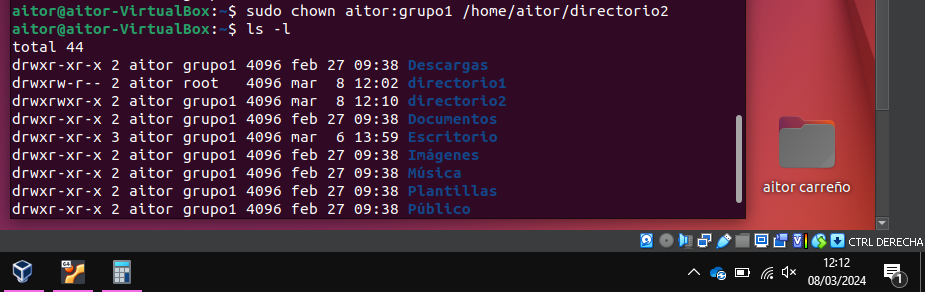 aitor@aitor-VirtualBox:~$ sudo chown aitor:grupo1 /home/aitor/directorio2
aitor@aitor-VirtualBox:~$ ls -l
total 44
drwxr-xr-x 2 aitor grupo1 4096 feb 27 09:38 Descargas
drwxrw-r-- 2 aitor root   4096 mar  8 12:02 directorio1
drwxrwxr-x 2 aitor grupo1 4096 mar  8 12:10 directorio2
drwxr-xr-x 2 aitor grupo1 4096 feb 27 09:38 Documentos
drwxr-xr-x 3 aitor grupo1 4096 mar  6 13:59 Escritorio
drwxr-xr-x 2 aitor grupo1 4096 feb 27 09:38 Imágenes
drwxr-xr-x 2 aitor grupo1 4096 feb 27 09:38 Música
drwxr-xr-x 2 aitor grupo1 4096 feb 27 09:38 Plantillas
drwxr-xr-x 2 aitor grupo1 4096 feb 27 09:38 Público
aitor carreño
CTRL DERECHA
12:12
08/03/2024
1